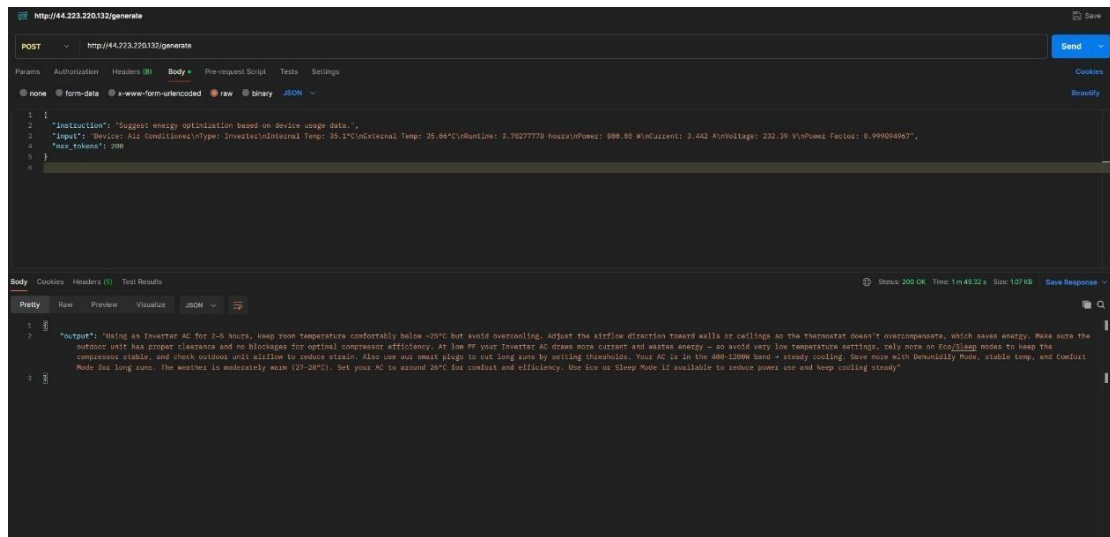 http://44.223.220.132/generate
Save
POST
http://44.223.220.132/generate
Send
Params Authorization Headers (8) Body Pre-request Script Tests Settings
Cookies
none form-data x-www-form-urlencoded raw binary JSON
Beautify
1 {
2 "instruction": "Suggest energy optimization based on device usage data.",
3 "input": "Device: Air Conditioner\nType: Inverter\nInternal Temp: 35.1°C\nExternal Temp: 35.06°C\nRuntime: 3.70277778 hours\nPower: W\nCurrent: 3.442 A\nVoltage: 232.39 V\nPower Factor:
4 "max_tokens": 200
5 }
6
Body Cookies Headers (5) Test Results
Status: 200 OK Time: 1 m 49.32 s Size: 1.07 KB Save Response
Pretty Raw Preview Visualize JSON
1 {
2 "output": "Using an Inverter AC for 2-5 hours, keep room temperature comfortably below ~25°C but avoid overcooling. Adjust the airflow direction toward walls or ceilings so the thermostat doesn't overcompensate, which saves energy. Make sure the
outdoor unit has proper clearance and no blockages for optimal compressor efficiency. At low PF your Inverter AC draws more current and wastes energy — so avoid very low temperature settings, rely more on Eco/Sleep modes to keep the
compressor stable, and check outdoor unit airflow to reduce strain. Also use our smart plugs to cut long runs by setting thresholds. Your AC is in the 400-1200W band → steady cooling. Save more with Dehumidify Mode, stable temp, and Comfort
Mode for long runs. The weather is moderately warm (27-28°C). Set your AC to around 26°C for comfort and efficiency. Use Eco or Sleep Mode if available to reduce power use and keep cooling steady"
3 }